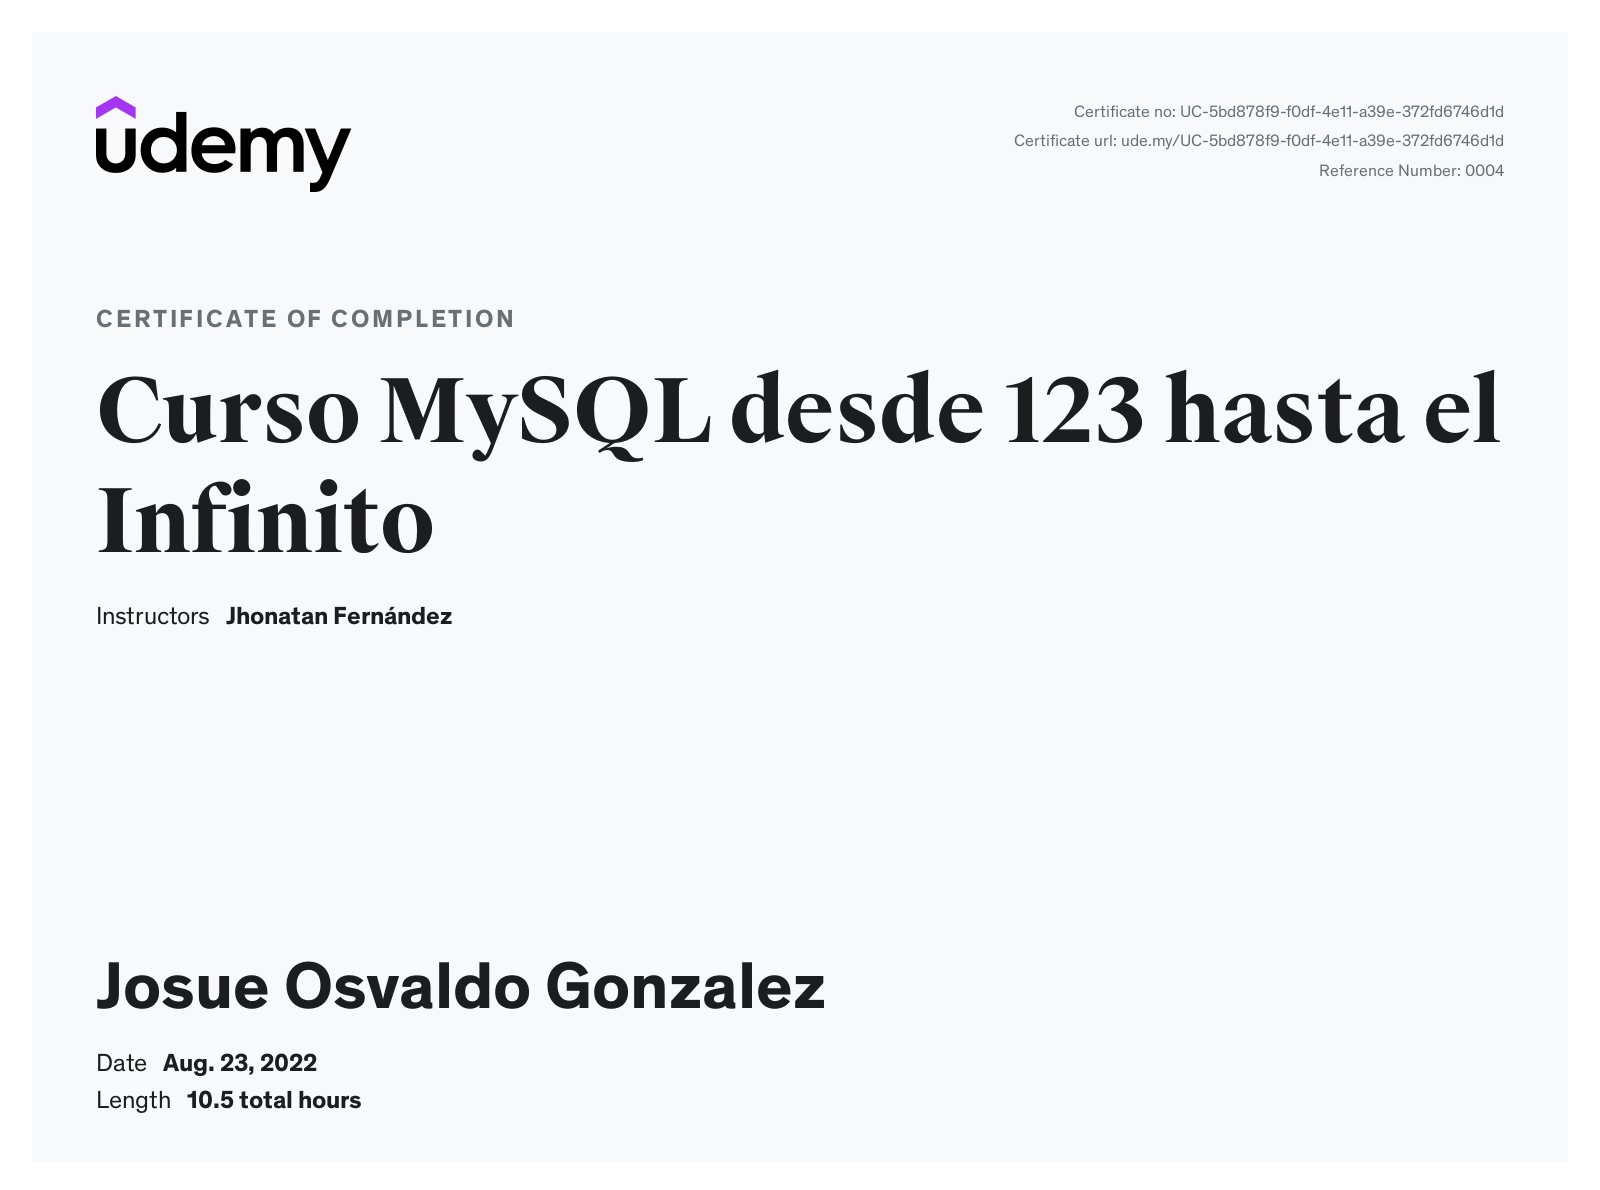 udemy
Certificate no: UC-5bd878f9-f0df-4e11-a39e-372fd6746d1d
Certificate url: ude.my/UC-5bd878f9-f0df-4e11-a39e-372fd6746d1d
Reference Number: 0004
CERTIFICATE OF COMPLETION
Curso MySQL desde 123 hasta el
Infinito
Instructors Jhonatan Fernández
Josue Osvaldo Gonzalez
Date Aug. 23, 2022
Length 10.5 total hours